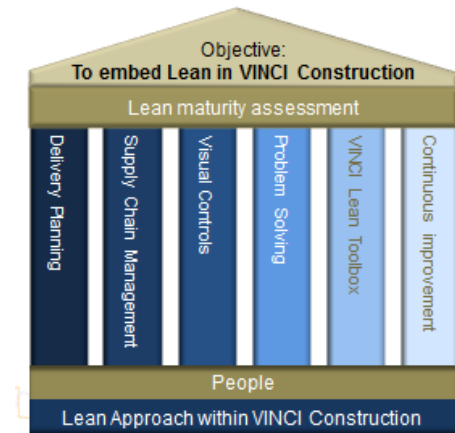 Objective:
To embed Lean in VINCI Construction
Lean maturity assessment
Delivery Planning
Supply Chain Management
Visual Controls
Problem Solving
VINCI Lean Toolbox
Continuous improvement
People
Lean Approach within VINCI Construction